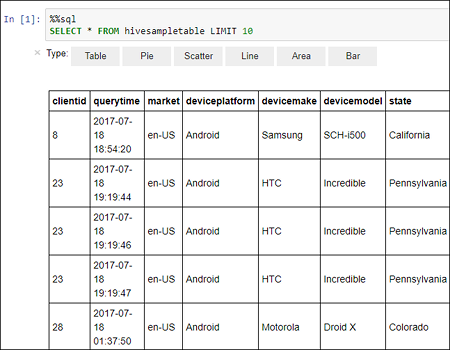 In [1]: %%sql
SELECT * FROM hivesampletable LIMIT 10
× Type: Table Pie Scatter Line Area Bar
clientid querytime market deviceplatform devicemake devicemodel state
8 2017-07-18 18:54:20 en-US Android Samsung SCH-i500 California
23 2017-07-18 19:19:44 en-US Android HTC Incredible Pennsylvania
23 2017-07-18 19:19:46 en-US Android HTC Incredible Pennsylvania
23 2017-07-18 19:19:47 en-US Android HTC Incredible Pennsylvania
28 2017-07-18 01:37:50 en-US Android Motorola Droid X Colorado